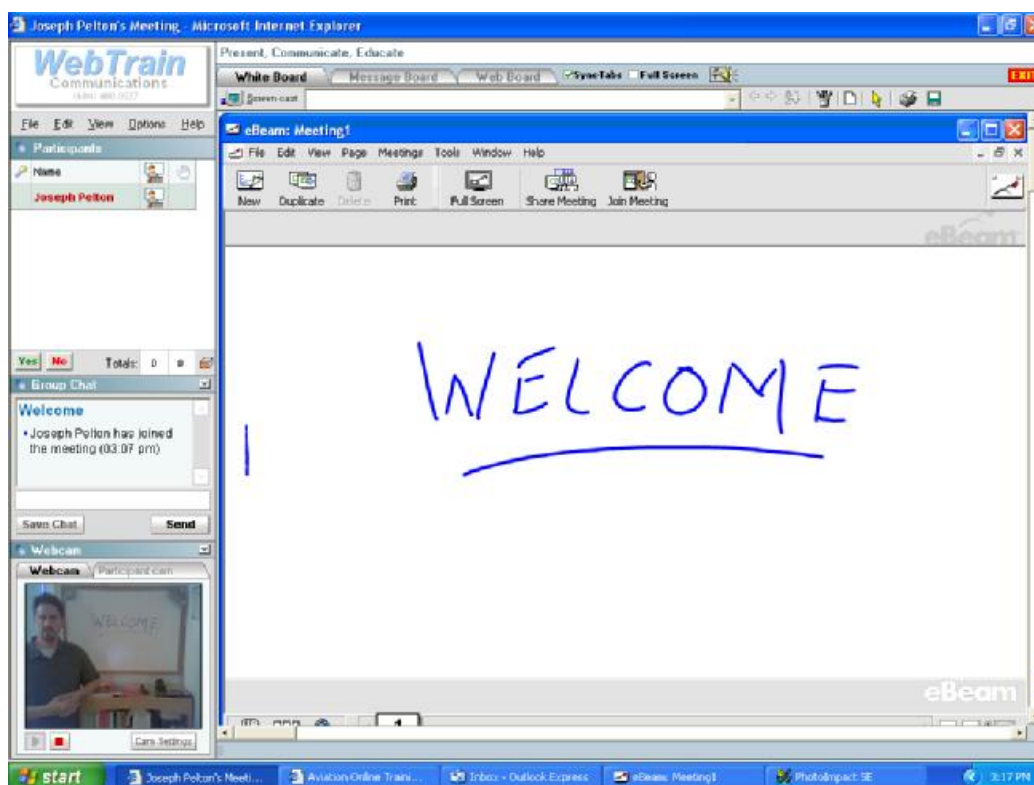 Joseph Pelton's Meeting - Microsoft Internet Explorer
WebTrain
Communications
Present, Communicate, Educate
White Board Message Board Web Board SyncTabs Full Screen EXIT
Screen-cast
File Edit View Options Help
Participants
Name
Joseph Pelton
Yes No Totals: 0
Group Chat
Welcome
• Joseph Pelton has joined
the meeting (03:07 pm)
Save Chat Send
Webcam
Webcam Participant cam
WELCOME
Cam Settings
eBeam: Meeting1
File Edit View Page Meetings Tools Window Help
New Duplicate Delete Print Full Screen Share Meeting Join Meeting
eBeam
WELCOME
eBeam
1
start Joseph Pelton's Meeti... Aviation Online Traini... Inbox - Outlook Express eBeam: Meeting1 PhotoImpact SE 3:17 PM